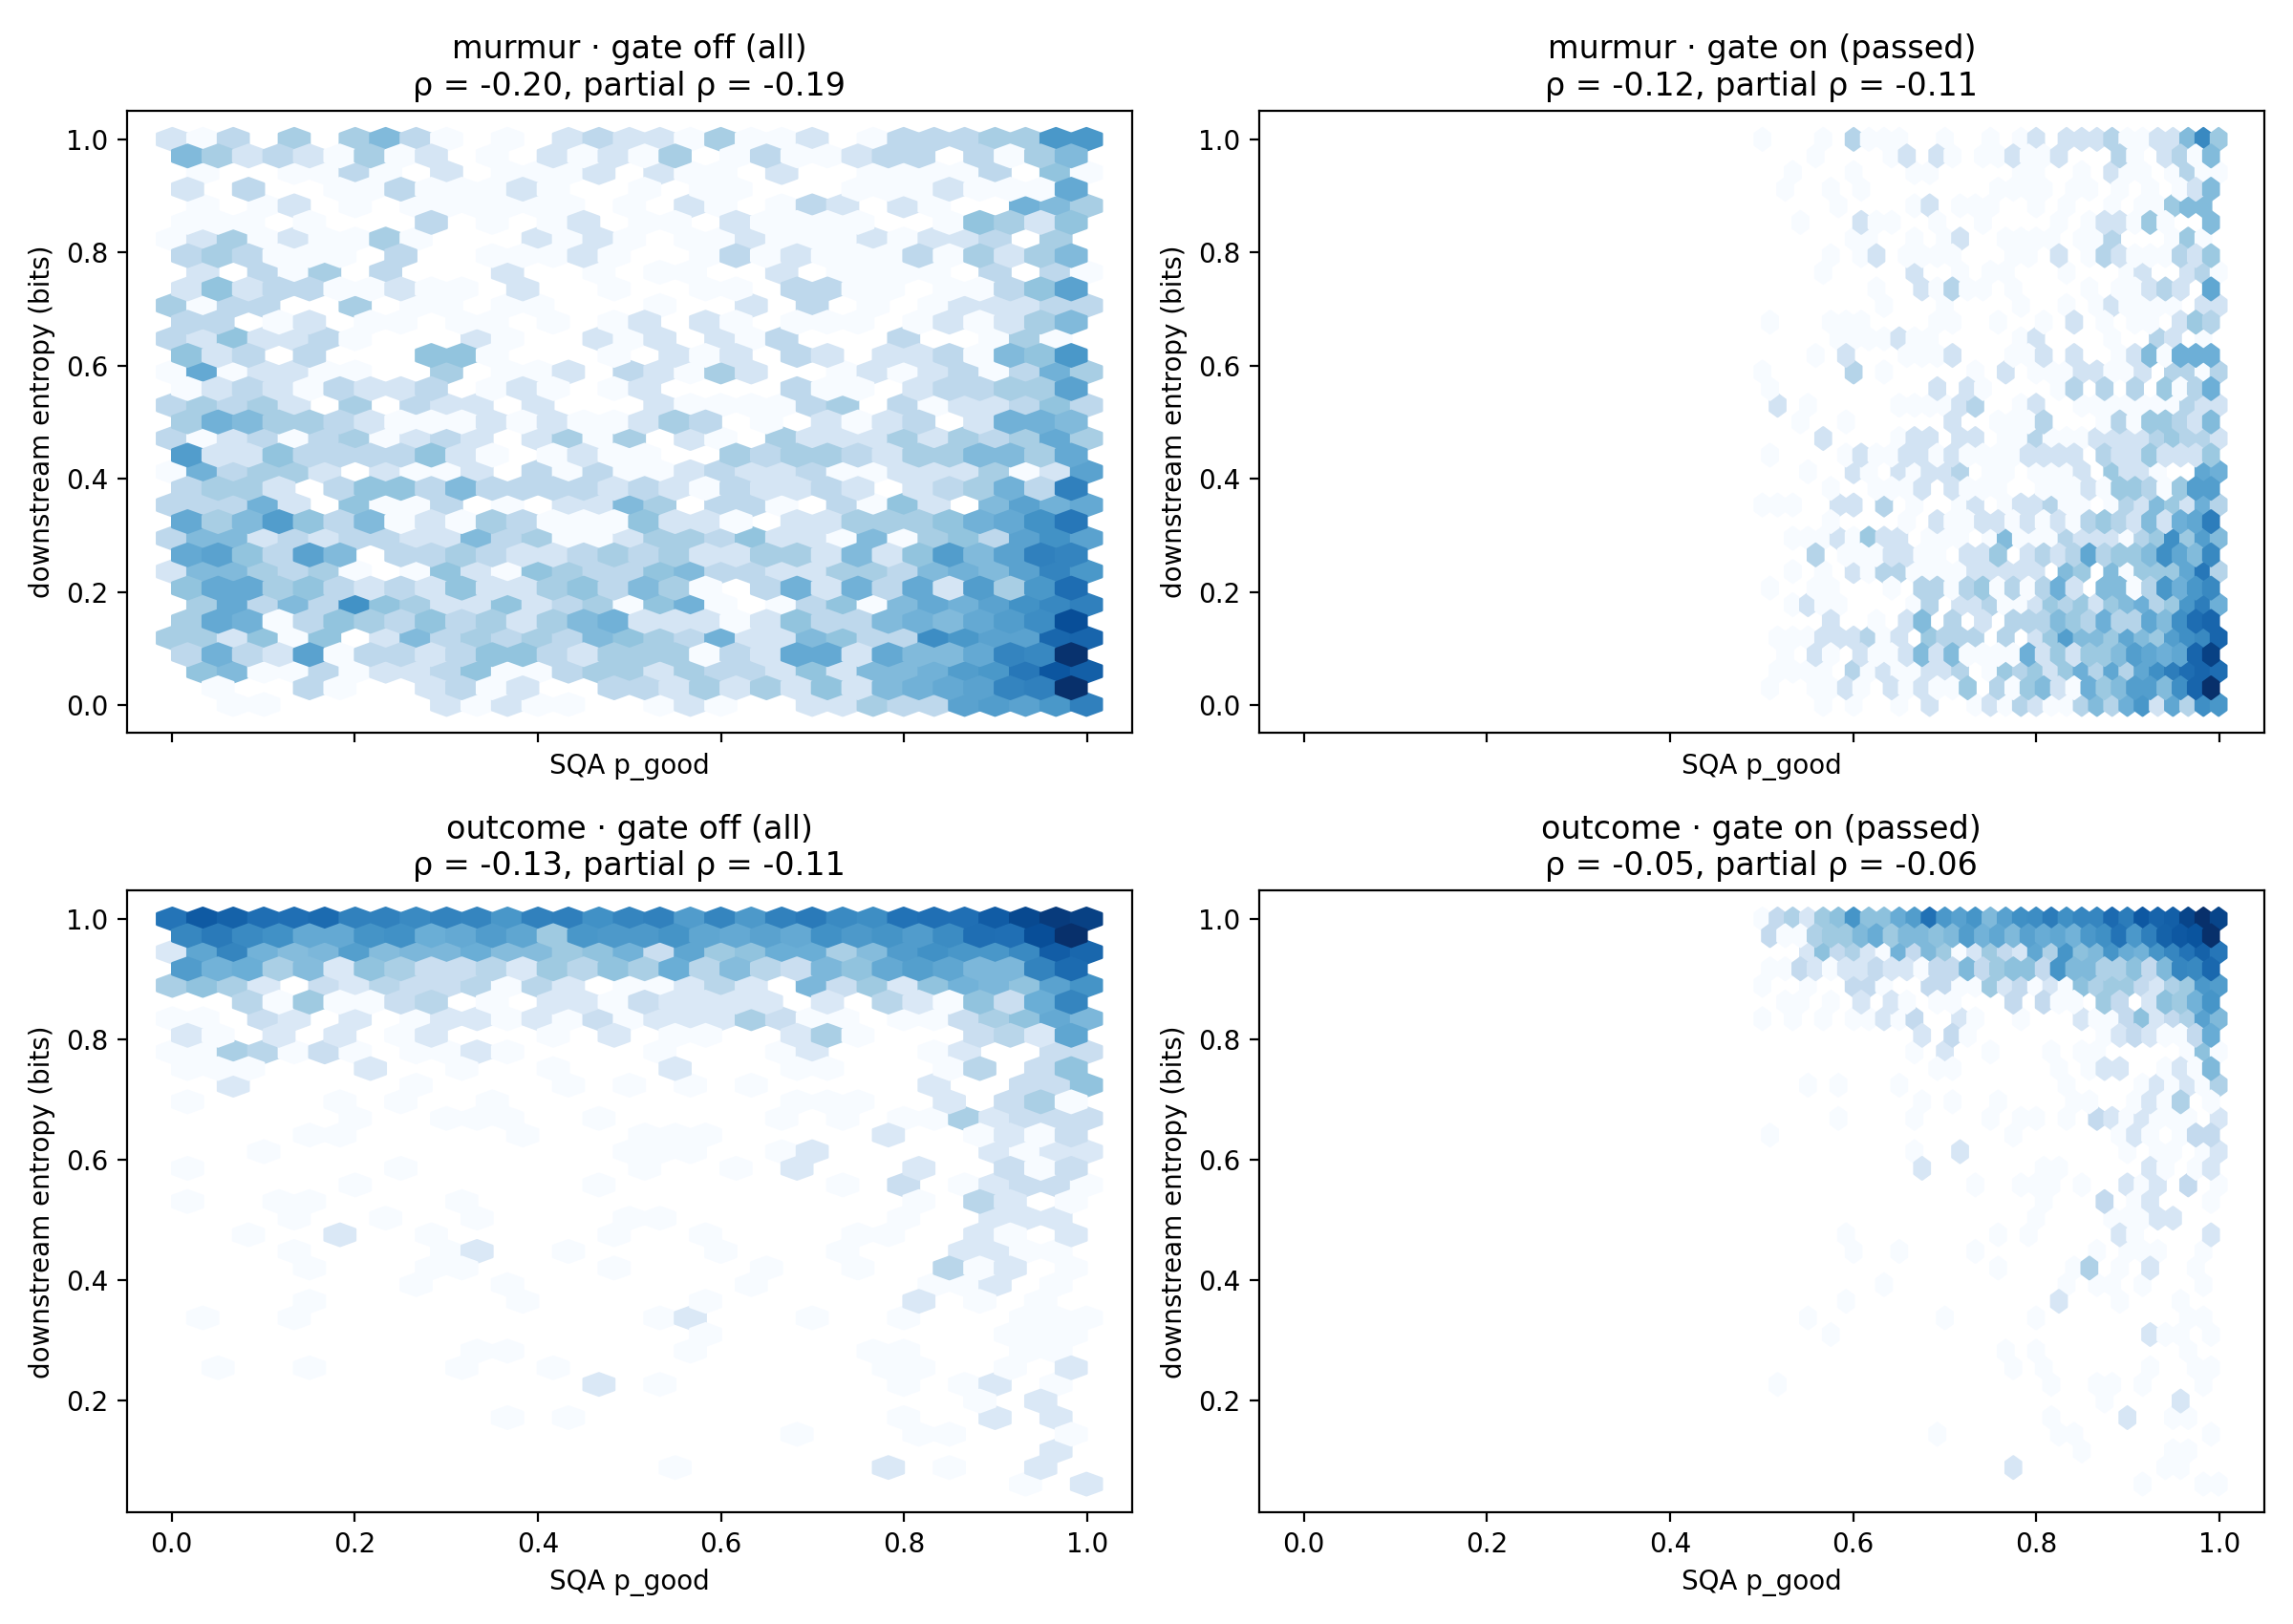 murmur · gate off (all)
ρ = -0.20, partial ρ = -0.19
1.0
0.8
0.6
0.4
0.2
0.0
downstream entropy (bits)
SQA p_good
murmur · gate on (passed)
ρ = -0.12, partial ρ = -0.11
1.0
0.8
0.6
0.4
0.2
0.0
downstream entropy (bits)
SQA p_good
outcome · gate off (all)
ρ = -0.13, partial ρ = -0.11
1.0
0.8
0.6
0.4
0.2
downstream entropy (bits)
0.0 0.2 0.4 0.6 0.8 1.0
SQA p_good
outcome · gate on (passed)
ρ = -0.05, partial ρ = -0.06
1.0
0.8
0.6
0.4
0.2
downstream entropy (bits)
0.0 0.2 0.4 0.6 0.8 1.0
SQA p_good